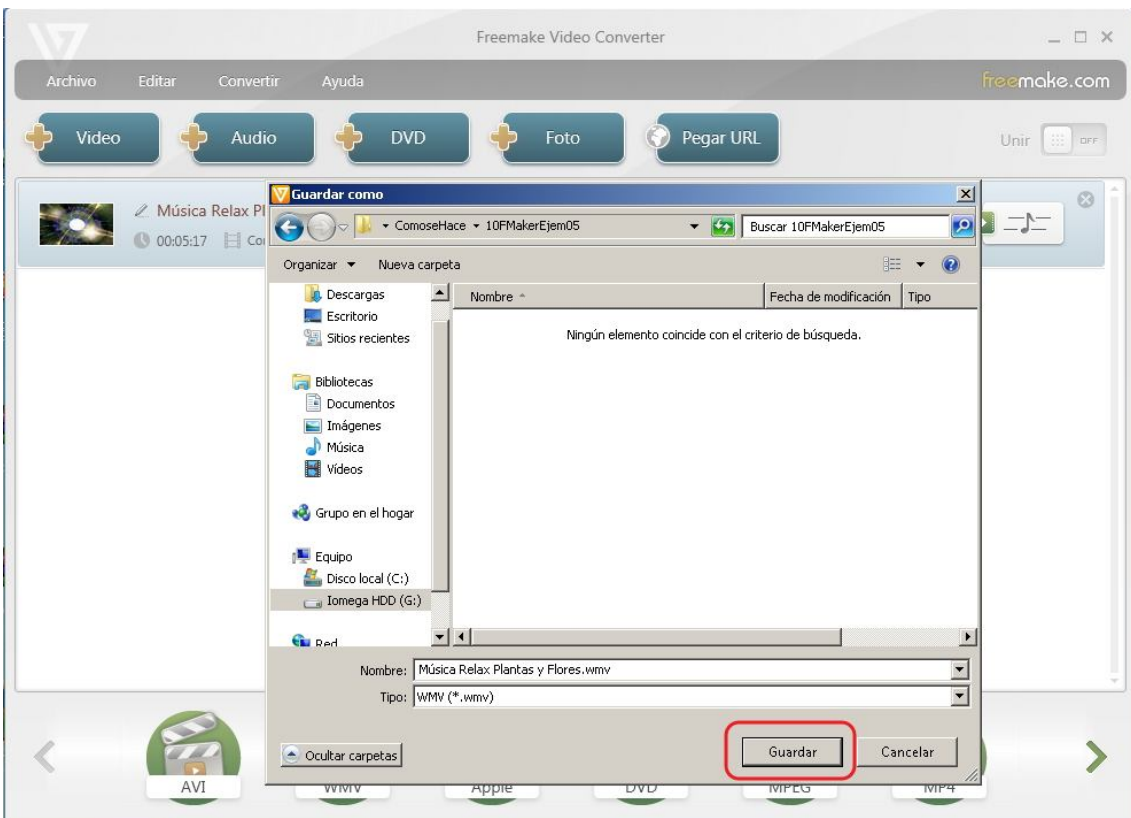 Freemake Video Converter
Archivo Editar Convertir Ayuda
freemake.com
Video Audio DVD Foto Pegar URL
Unir OFF
Música Relax Pl
00:05:17
Guardar como
ComoseHace 10FMakerEjem05
Buscar 10FMakerEjem05
Organizar Nueva carpeta
Nombre Fecha de modificación Tipo
Ningún elemento coincide con el criterio de búsqueda.
Descargas
Escritorio
Sitios recientes
Bibliotecas
Documentos
Imágenes
Música
Vídeos
Grupo en el hogar
Equipo
Disco local (C:)
Iomega HDD (G:)
Red
Nombre: Música Relax Plantas y Flores.wmv
Tipo: WMV (*.wmv)
Ocultar carpetas
Guardar Cancelar
AVI WMV Apple DVD MPEG MP4